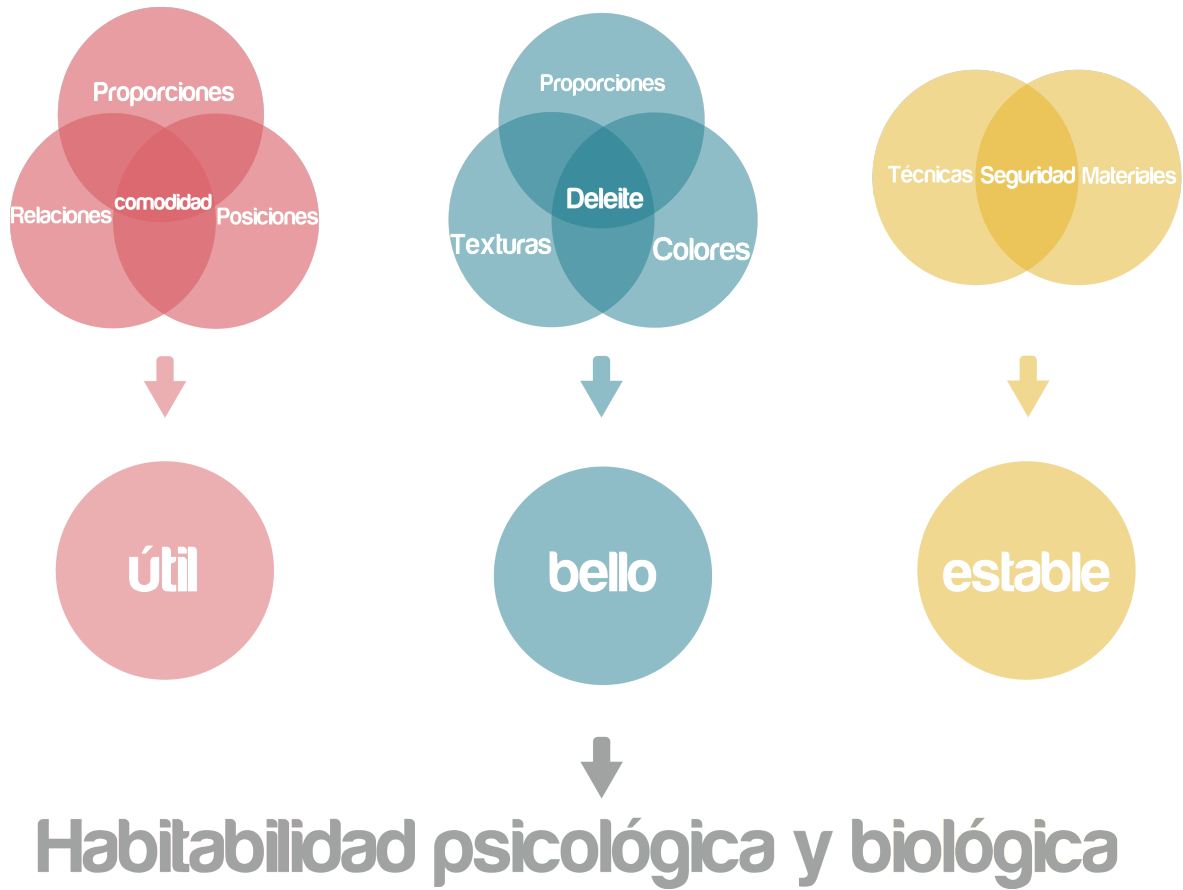 Proporciones
Relaciones
comodidad
Posiciones
Proporciones
Texturas
Deleite
Colores
Técnicas
Seguridad
Materiales
útil
bello
estable
Habitabilidad psicológica y biológica